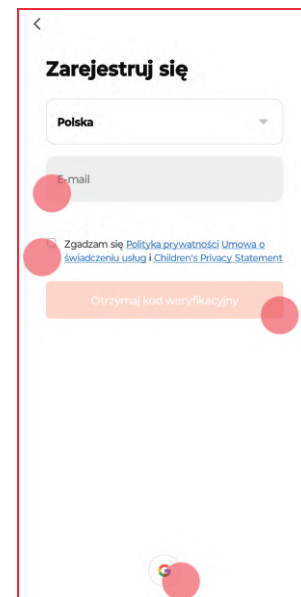 Zarejestruj się
Polska
E-mail
Zgadzam się Polityka prywatności Umowa o
świadczeniu usług i Children's Privacy Statement
Otrzymaj kod weryfikacyjny